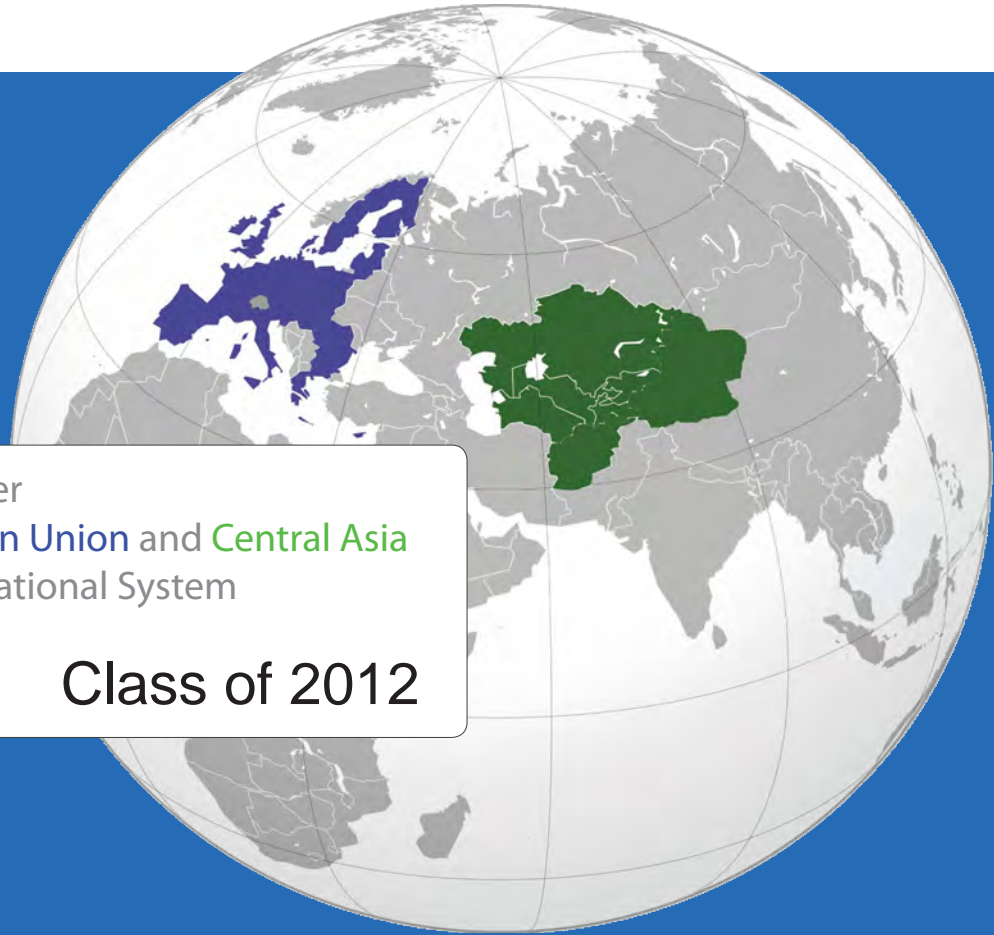 er
n Union and Central Asia
ational System
Class of 2012